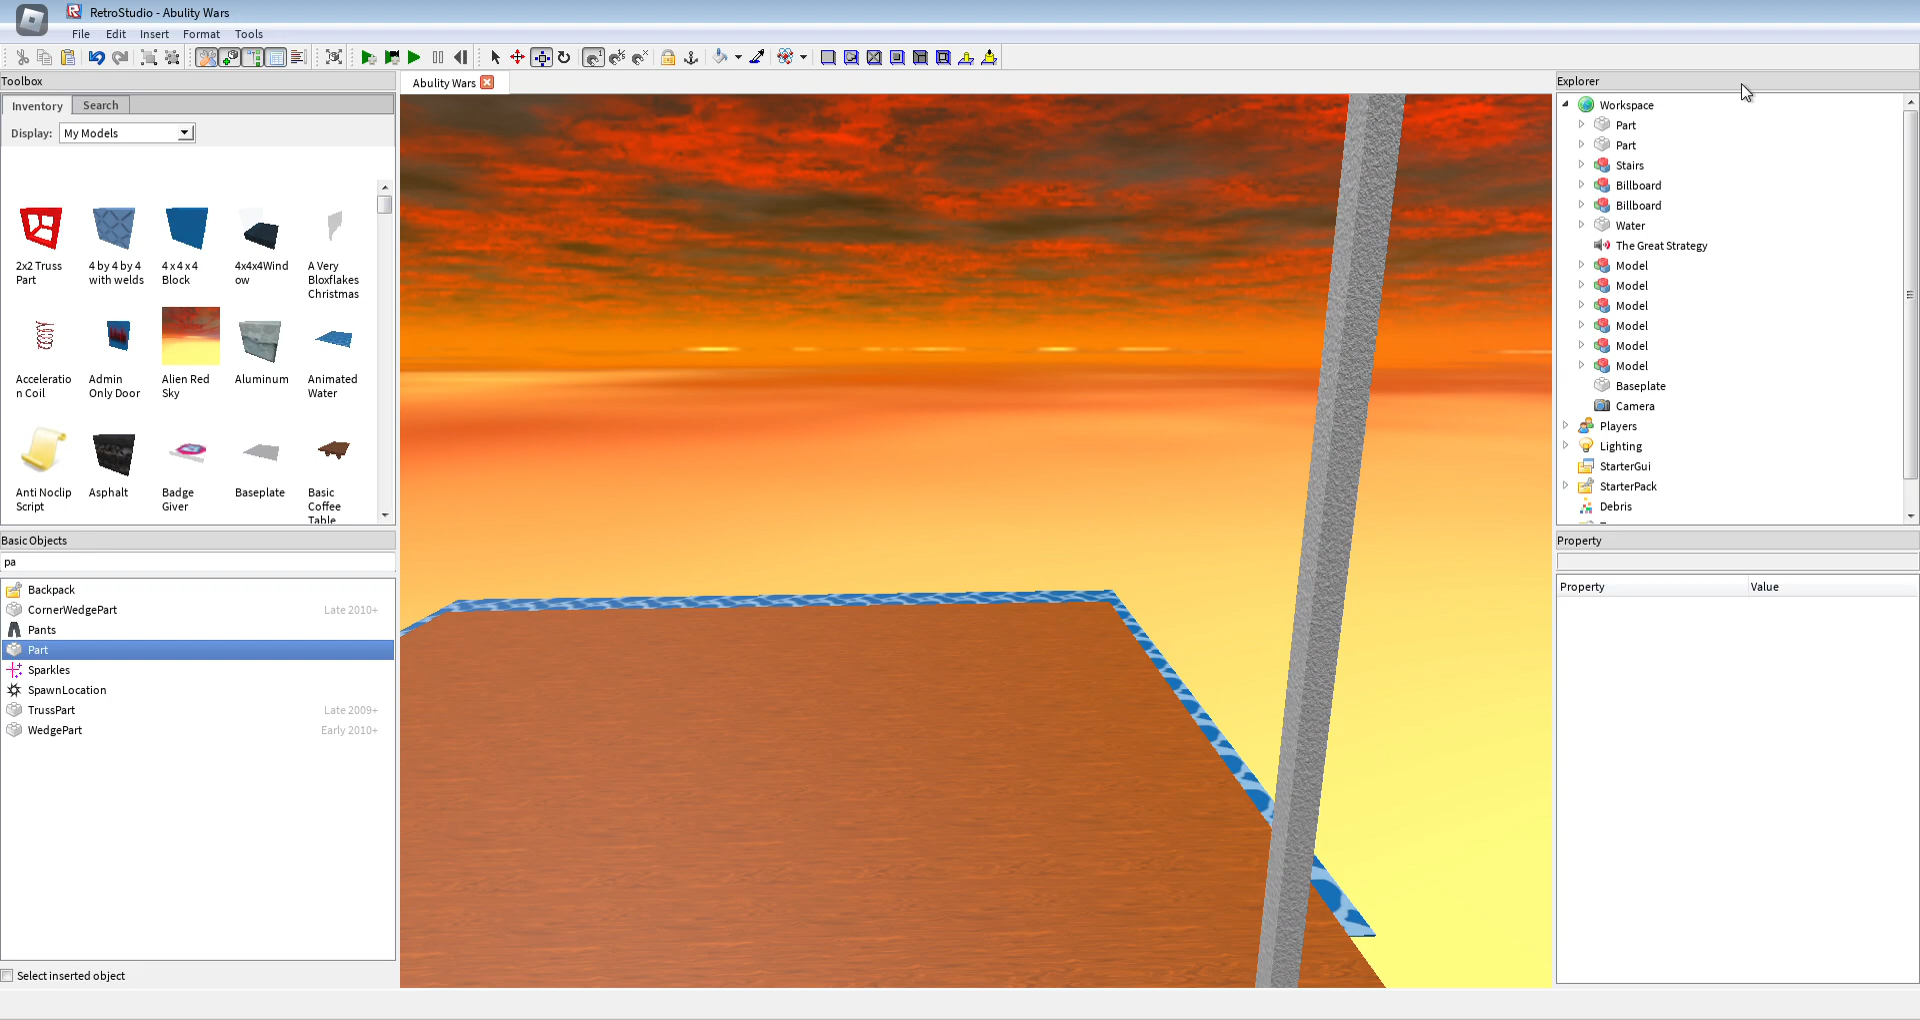 RetroStudio - Abulity Wars
File Edit Insert Format Tools
Toolbox
Inventory Search
Display: My Models
2x2 Truss Part
4 by 4 by 4 with welds
4 x 4 x 4 Block
4x4x4Window
A Very Bloxflakes Christmas
Acceleration Coil
Admin Only Door
Alien Red Sky
Aluminum
Animated Water
Anti Noclip Script
Asphalt
Badge Giver
Baseplate
Basic Coffee Table
Basic Objects
pa
Backpack
CornerWedgePart Late 2010+
Pants
Part
Sparkles
SpawnLocation
TrussPart Late 2009+
WedgePart Early 2010+
Select inserted object
Abulity Wars
Explorer
Workspace
Part
Part
Stairs
Billboard
Billboard
Water
The Great Strategy
Model
Model
Model
Model
Model
Model
Baseplate
Camera
Players
Lighting
StarterGui
StarterPack
Debris
Property
Property Value